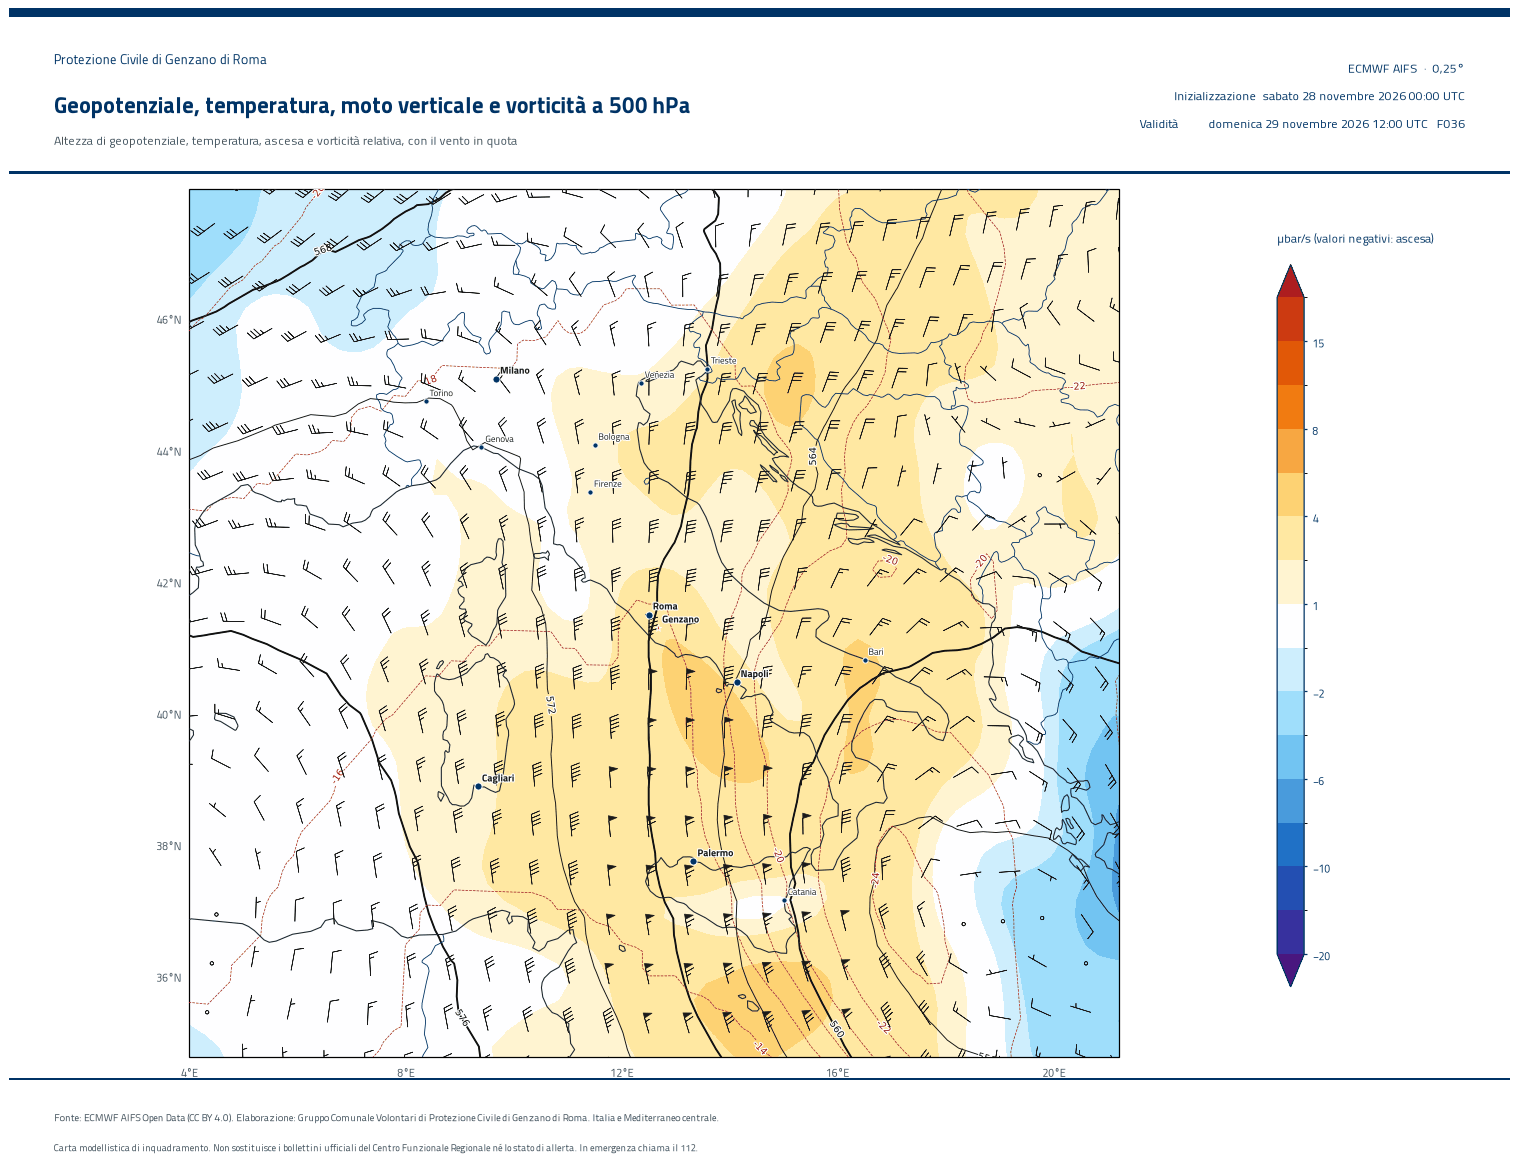 Protezione Civile di Genzano di Roma
Geopotenziale, temperatura, moto verticale e vorticità a 500 hPa
Altezza di geopotenziale, temperatura, ascesa e vorticità relativa, con il vento in quota
ECMWF AIFS · 0,25°
Inizializzazione sabato 28 novembre 2026 00:00 UTC
Validità domenica 29 novembre 2026 12:00 UTC F036
µbar/s (valori negativi: ascesa)
15
8
4
1
−2
−6
−10
−20
46°N
44°N
42°N
40°N
38°N
36°N
4°E
8°E
12°E
16°E
20°E
568
-18
Milano
Torino
Genova
Venezia
Trieste
Bologna
Firenze
564
-22
-20
-20
Roma
Genzano
Bari
Napoli
572
-16
Cagliari
Palermo
-20
Catania
-24
576
560
-22
-14
Fonte: ECMWF AIFS Open Data (CC BY 4.0). Elaborazione: Gruppo Comunale Volontari di Protezione Civile di Genzano di Roma. Italia e Mediterraneo centrale.
Carta modellistica di inquadramento. Non sostituisce i bollettini ufficiali del Centro Funzionale Regionale né lo stato di allerta. In emergenza chiama il 112.